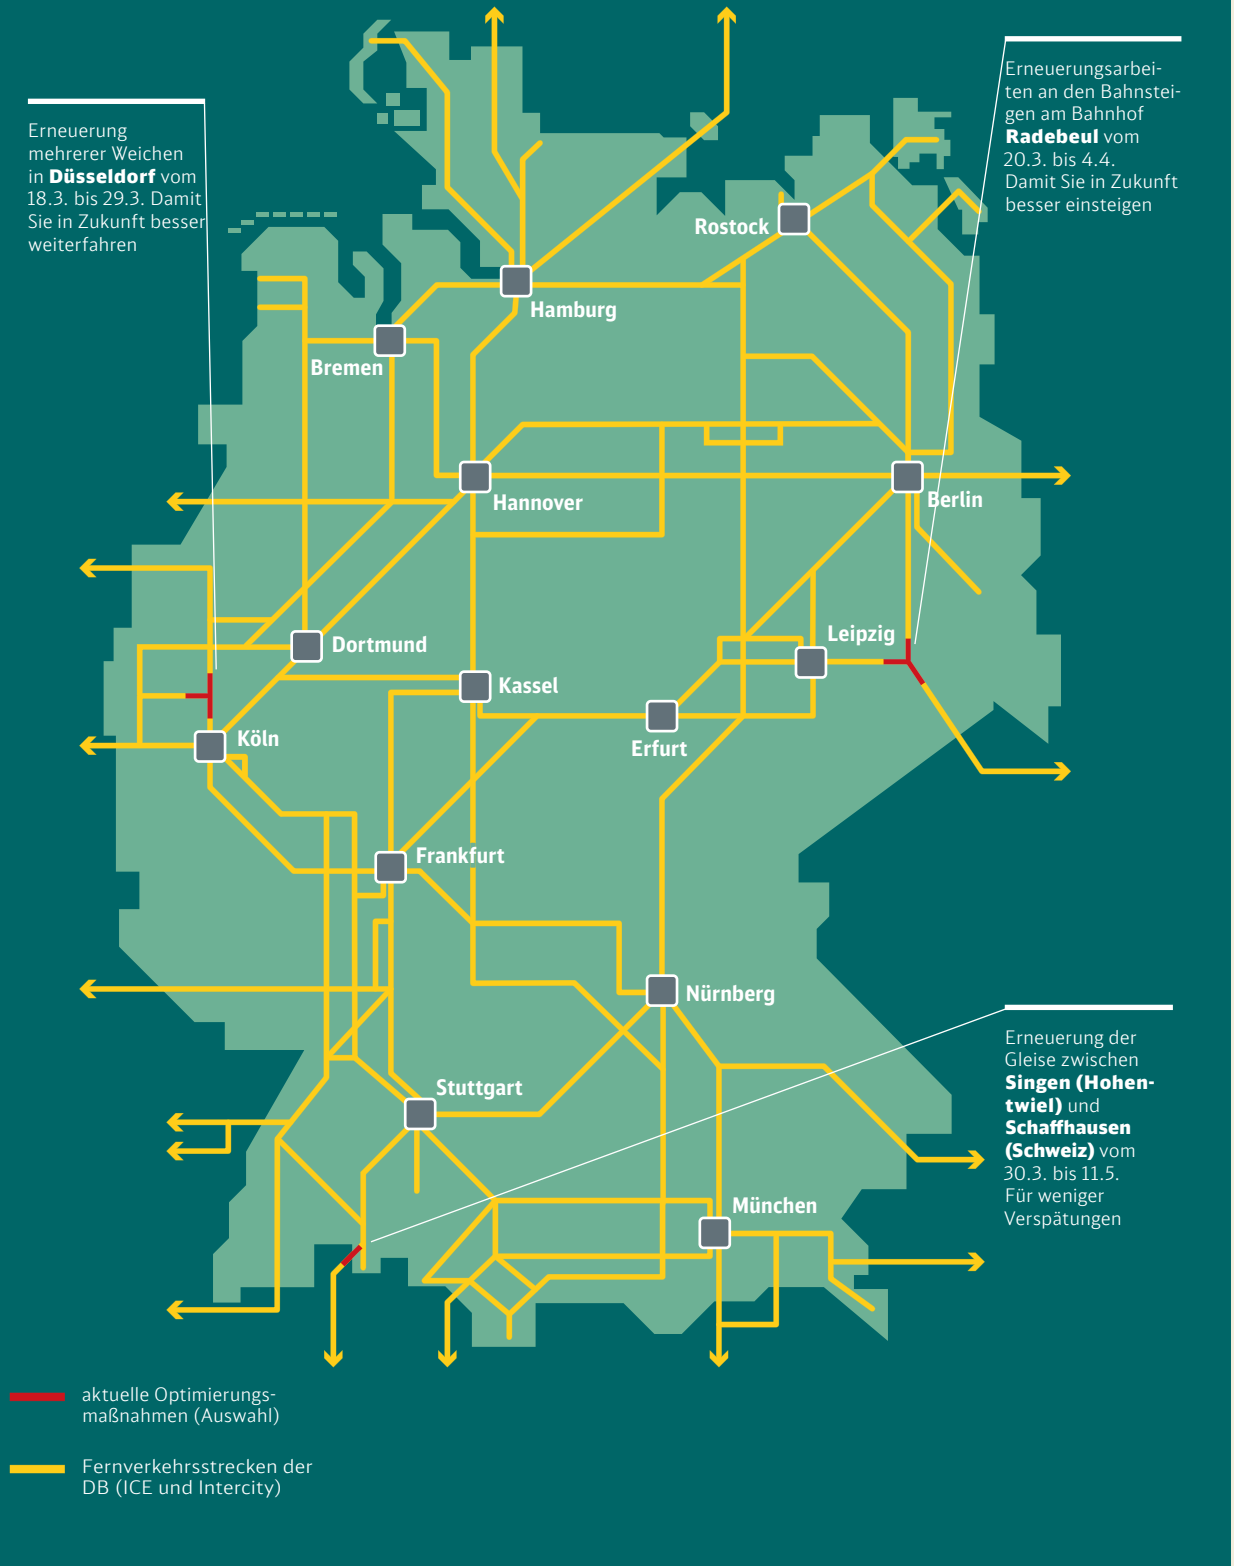 Erneuerung
mehrerer Weichen
in Düsseldorf vom
18.3. bis 29.3. Damit
Sie in Zukunft besser
weiterfahren
Erneuerungsarbei-
ten an den Bahnstei-
gen am Bahnhof
Radebeul vom
20.3. bis 4.4.
Damit Sie in Zukunft
besser einsteigen
Rostock
Hamburg
Bremen
Hannover
Berlin
Dortmund
Leipzig
Kassel
Köln
Erfurt
Frankfurt
Nürnberg
Stuttgart
München
Erneuerung der
Gleise zwischen
Singen (Hohen-
twiel) und
Schaffhausen
(Schweiz) vom
30.3. bis 11.5.
Für weniger
Verspätungen
aktuelle Optimierungs-
maßnahmen (Auswahl)
Fernverkehrsstrecken der
DB (ICE und Intercity)